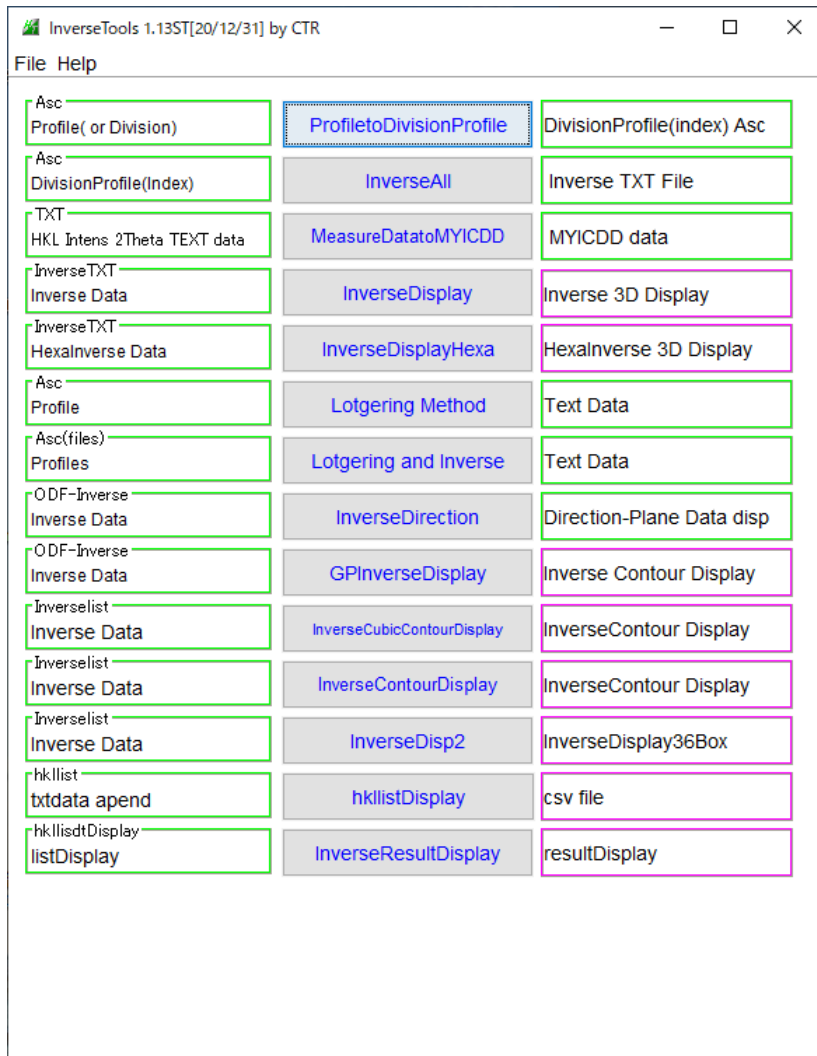 InverseTools 1.13ST[20/12/31] by CTR
File Help
Asc
Profile( or Division)
ProfiletoDivisionProfile
DivisionProfile(index) Asc
Asc
DivisionProfile(Index)
InverseAll
Inverse TXT File
TXT
HKL Intens 2Theta TEXT data
MeasureDatatoMYICDD
MYICDD data
InverseTXT
Inverse Data
InverseDisplay
Inverse 3D Display
InverseTXT
HexaInverse Data
InverseDisplayHexa
HexaInverse 3D Display
Asc
Profile
Lotgering Method
Text Data
Asc(files)
Profiles
Lotgering and Inverse
Text Data
ODF-Inverse
Inverse Data
InverseDirection
Direction-Plane Data disp
ODF-Inverse
Inverse Data
GPInverseDisplay
Inverse Contour Display
Inverselist
Inverse Data
InverseCubicContourDisplay
InverseContour Display
Inverselist
Inverse Data
InverseContourDisplay
InverseContour Display
Inverselist
Inverse Data
InverseDisp2
InverseDisplay36Box
hkllist
txtdata apend
hkllistDisplay
csv file
hkllisdtDisplay
listDisplay
InverseResultDisplay
resultDisplay